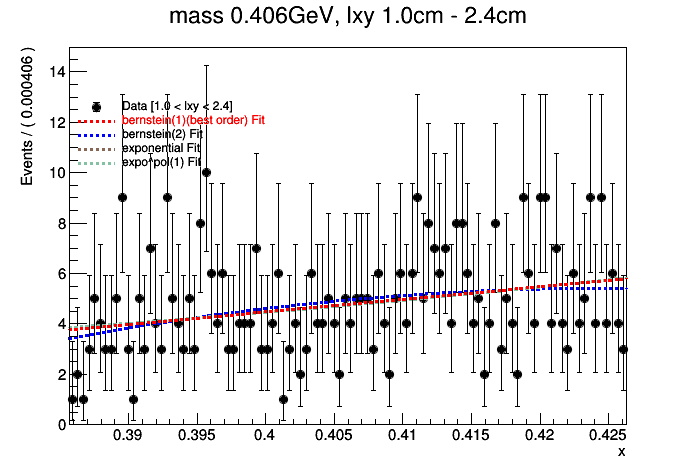 mass 0.406GeV, lxy 1.0cm - 2.4cm
Events / ( 0.000406 )
14
12
10
8
6
4
2
0
Data [1.0 < lxy < 2.4]
bernstein(1)(best order) Fit
bernstein(2) Fit
exponential Fit
expo*pol(1) Fit
0.39 0.395 0.4 0.405 0.41 0.415 0.42 0.425
x